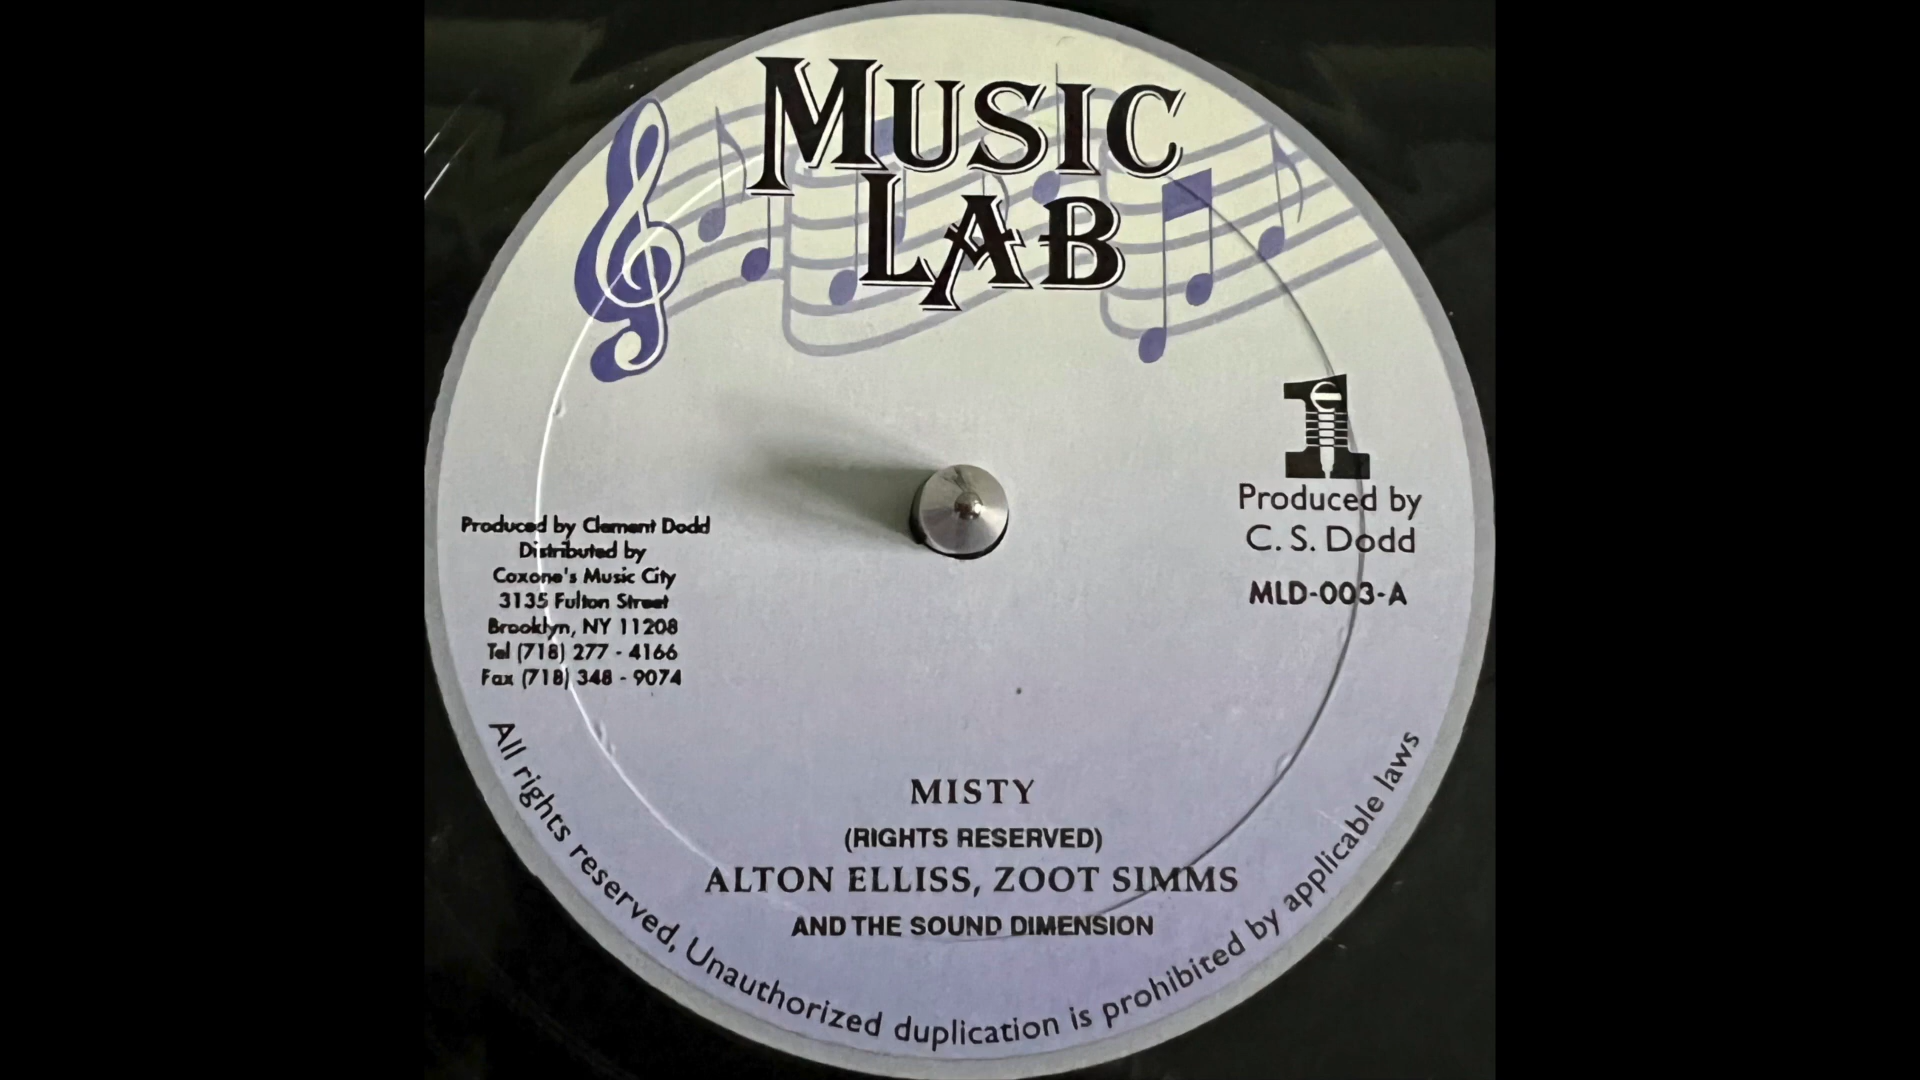 MUSIC
LAB
1
Produced by
C. S. Dodd
MLD-003-A
Produced by Clement Dodd
Distributed by
Coxone's Music City
3135 Fulton Street
Brooklyn, NY 11208
Tel (718) 277 - 4166
Fax (718) 348 - 9074
MISTY
(RIGHTS RESERVED)
ALTON ELLISS, ZOOT SIMMS
AND THE SOUND DIMENSION
All rights reserved, Unauthorized duplication is prohibited by applicable laws